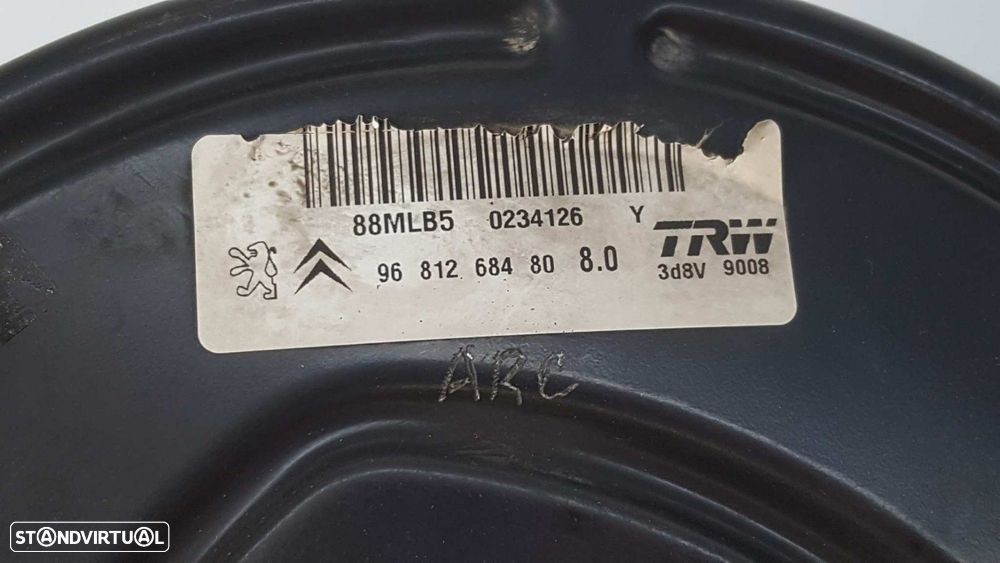 88MLB5 0234126 Y
TRW
96 812 684 80 8.0
3d8V 9008
ARC
STANDVIRTUAL